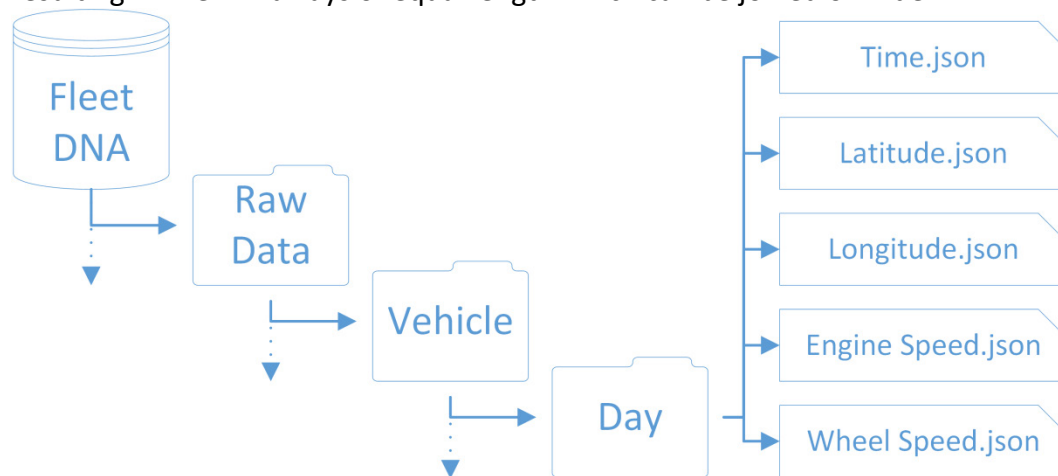 Fleet
DNA
Raw
Data
Vehicle
Day
Time.json
Latitude.json
Longitude.json
Engine Speed.json
Wheel Speed.json